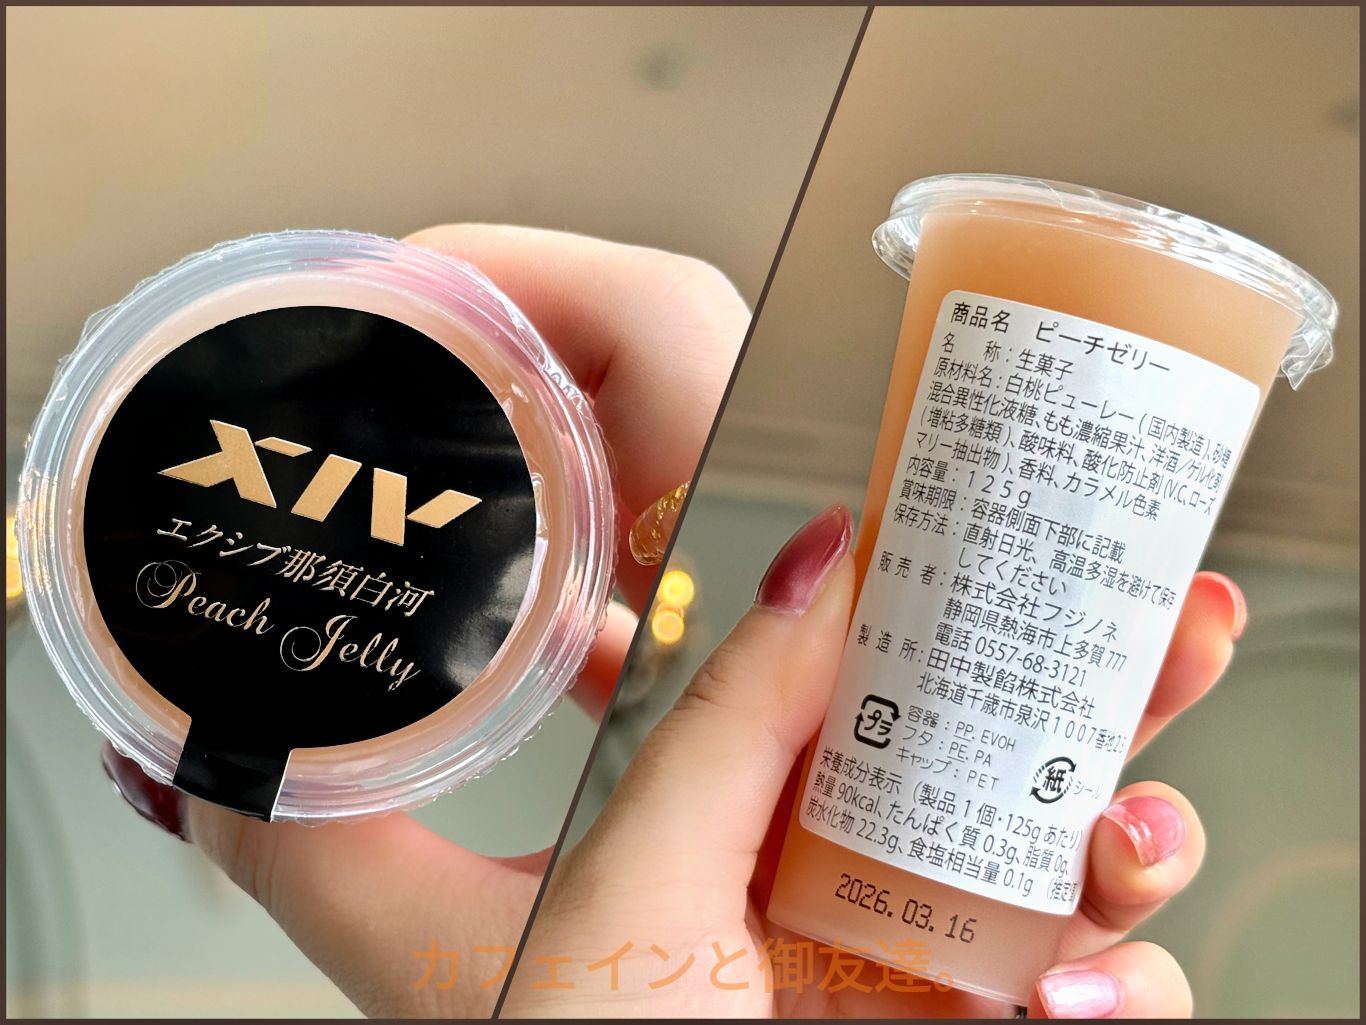 XIV
エクシブ那須白河
Peach Jelly
商品名 ピーチゼリー
名 称：生菓子
原材料名：白桃ピューレー(国内製造)、砂糖
混合異性化液糖、もも濃縮果汁、洋酒／ゲル化剤
(増粘多糖類)、酸味料、酸化防止剤(V.C、ローズ
マリー抽出物)、香料、カラメル色素
内容量：125g
賞味期限：容器側面下部に記載
保存方法：直射日光、高温多湿を避けて保存
してください
販売者：株式会社フジノネ
静岡県熱海市上多賀777
電話 0557-68-3121
製造所：田中製餡株式会社
北海道千歳市泉沢1007番地23
プラ
容器：PP. EVOH
フタ：PE. PA
キャップ：PET
紙
シール
栄養成分表示 (製品1個・125gあたり)
熱量 90kcal、たんぱく質 0.3g、脂質 0g、
炭水化物 22.3g、食塩相当量 0.1g (推定
2026.03.16
カフェインと御友達。